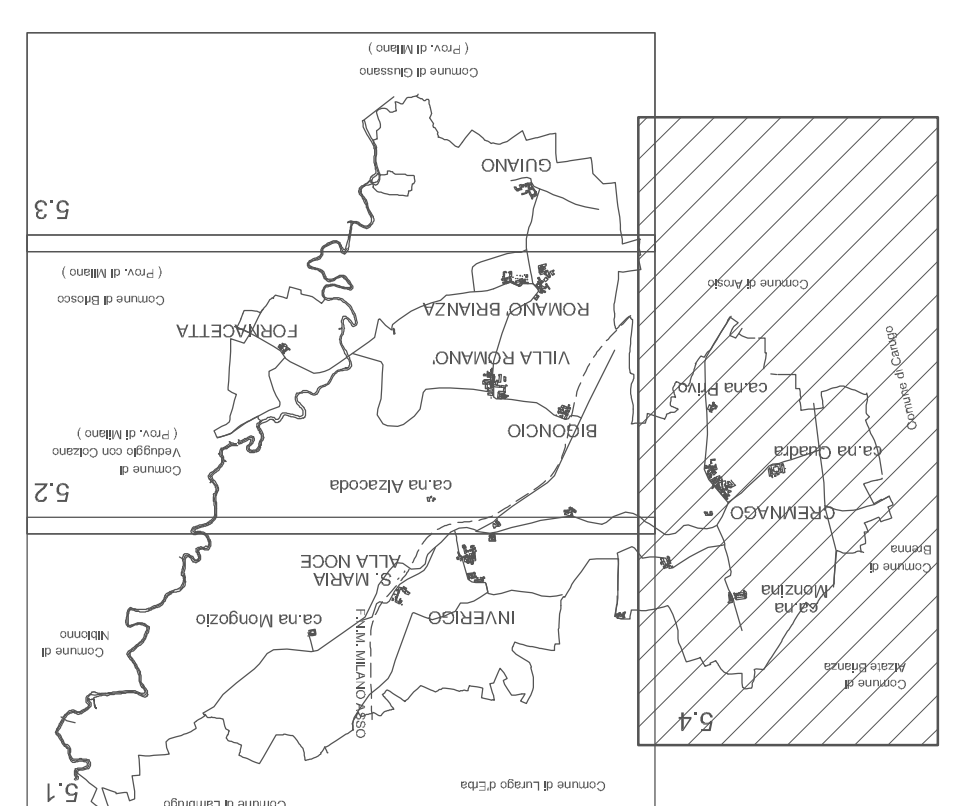 Comune di Lurago d'Erba
Comune di Lambrugo
5.1
5.4
Comune di
Alzate Brianza
F.N.M. MILANO ASSO
Comune di
Nibionno
ca.na
Monzina
INVERIGO
ca.na Mongozio
S. MARIA
ALLA NOCE
Comune di
Brenna
CREMNAGO
ca.na Alzacoda
5.2
ca.na Quadra
Comune di
Veduggio con Colzano
( Prov. di Milano )
BIGONCIO
Comune di Carugo
ca.na Privo
VILLA ROMANO'
FORNACETTA
ROMANO' BRIANZA
Comune di Briosco
( Prov. di Milano )
Comune di Arosio
5.3
GUIANO
Comune di Giussano
( Prov. di Milano )